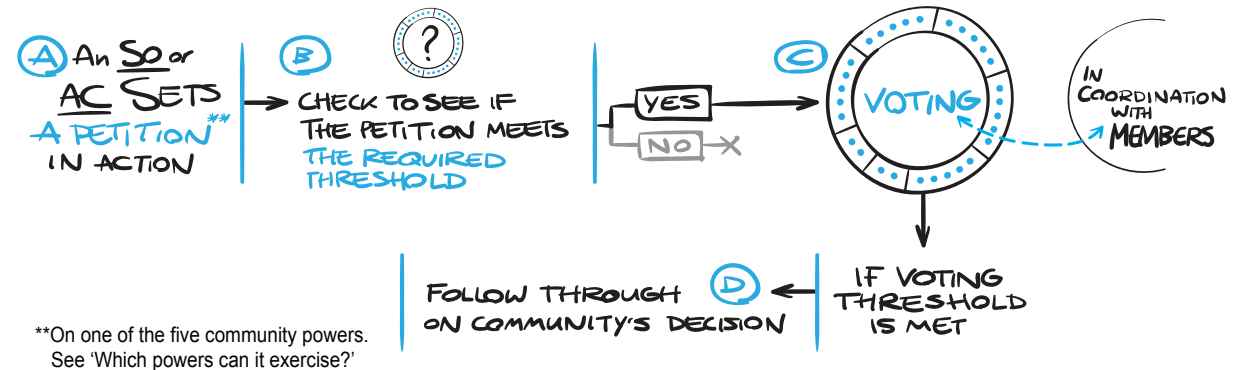 A An SO or
AC SETS
A PETITION**
IN ACTION
B
?
CHECK TO SEE IF
THE PETITION MEETS
THE REQUIRED
THRESHOLD
YES
NO
C
VOTING
IN
COORDINATION
WITH
MEMBERS
IF VOTING
THRESHOLD
IS MET
D
FOLLOW THROUGH
ON COMMUNITY'S DECISION
**On one of the five community powers.
See ‘Which powers can it exercise?’